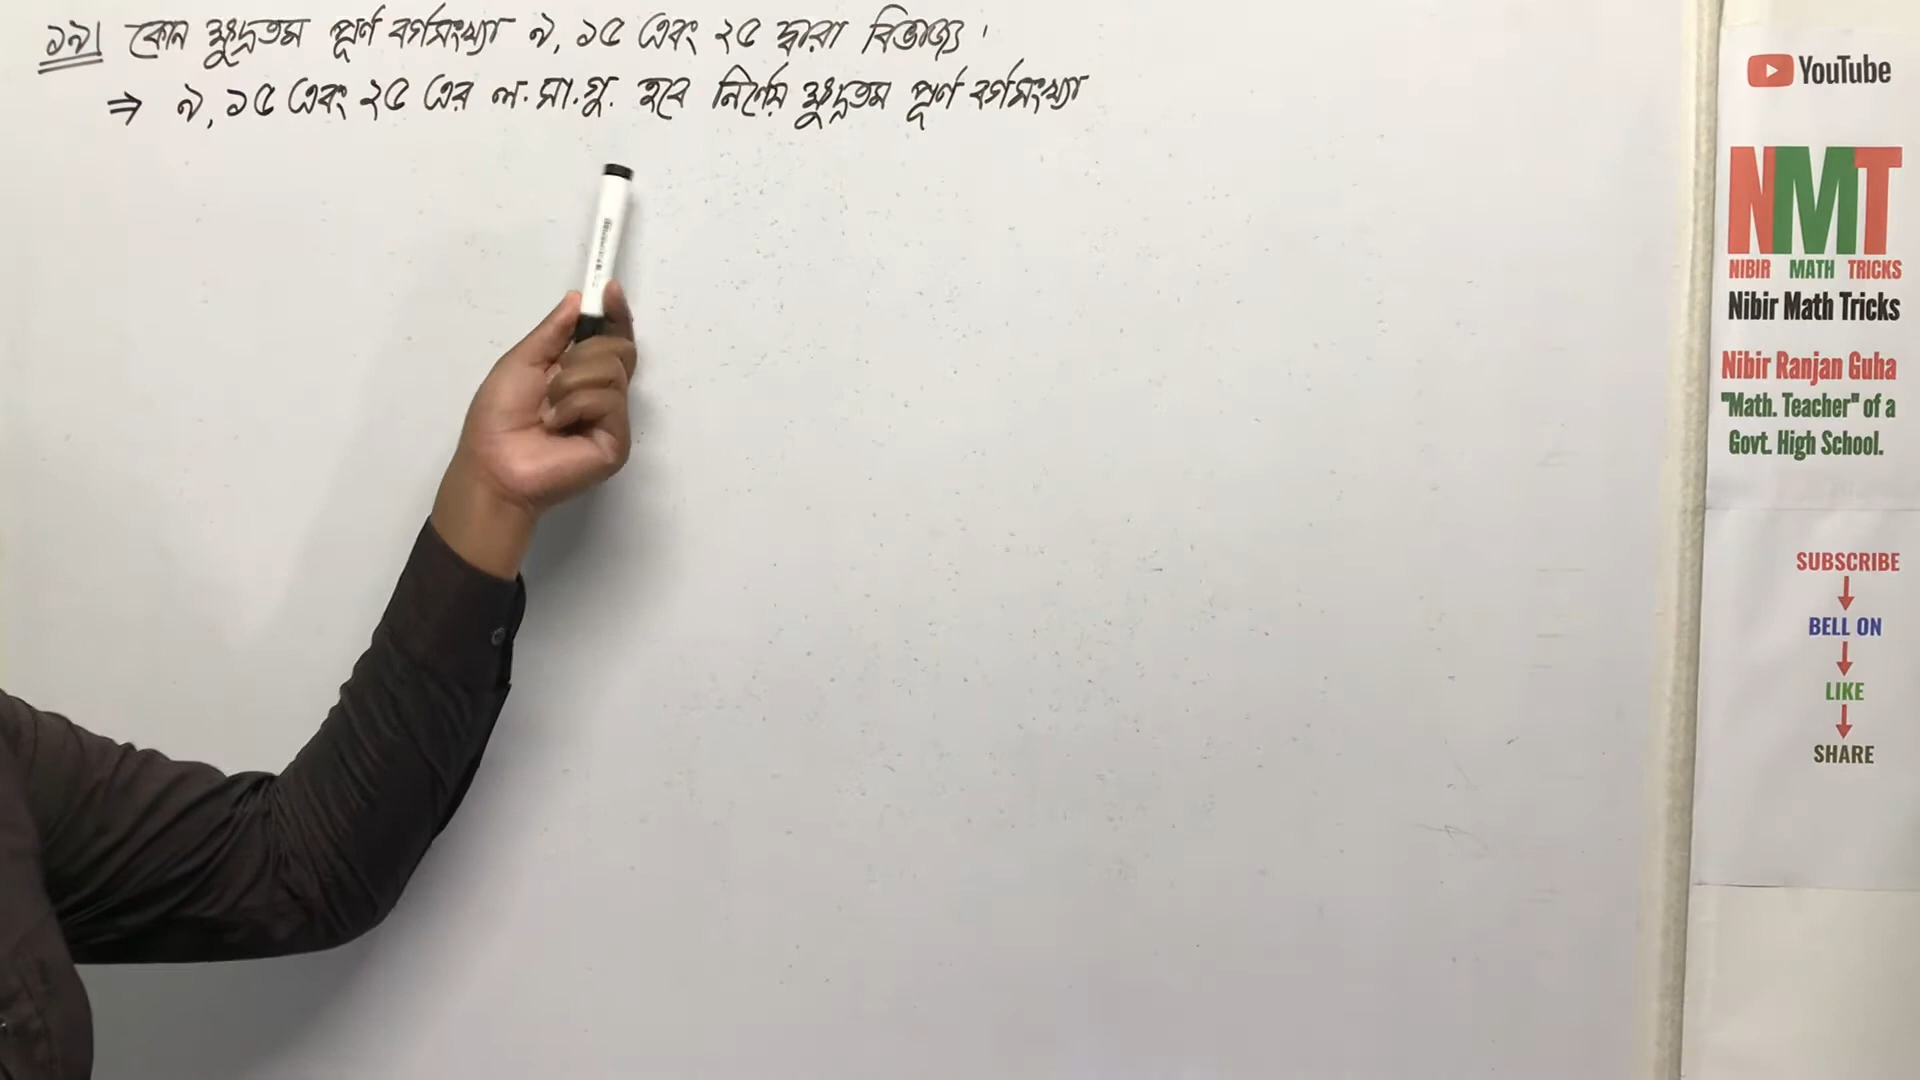 ১৯। কোন ক্ষুদ্রতম পূর্ণ বর্গসংখ্যা ৯, ১৫ এবং ২৫ দ্বারা বিভাজ্য।
⇒ ৯, ১৫ এবং ২৫ এর ল.সা.গু. হবে নির্ণেয় ক্ষুদ্রতম পূর্ণ বর্গসংখ্যা
YouTube
NMT
NIBIR MATH TRICKS
Nibir Math Tricks
Nibir Ranjan Guha
"Math. Teacher" of a
Govt. High School.
SUBSCRIBE
BELL ON
LIKE
SHARE